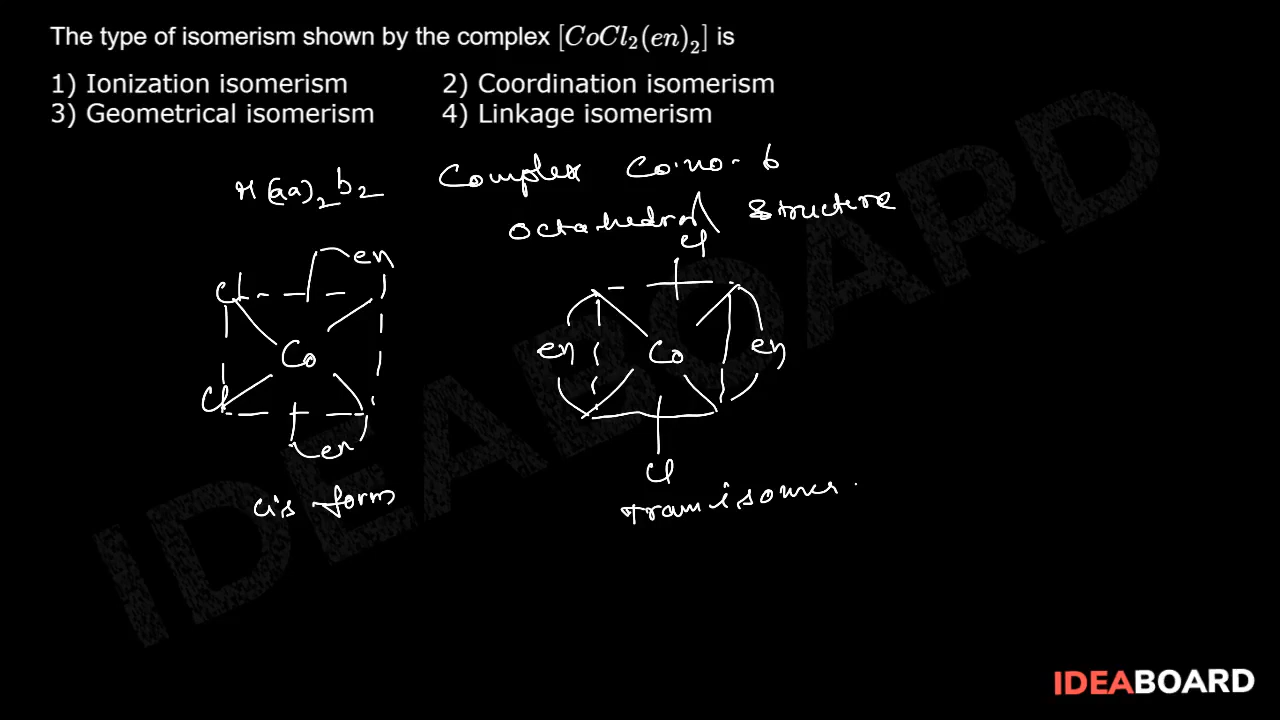 The type of isomerism shown by the complex [CoCl₂(en)₂] is
1) Ionization isomerism 2) Coordination isomerism
3) Geometrical isomerism 4) Linkage isomerism
M(aa)₂b₂ Complex Co.no. 6
octahedral structure
en Cl
Cl
Co en Co en
Cl
en Cl
cis form trans isomer.
IDEABOARD
IDEABOARD